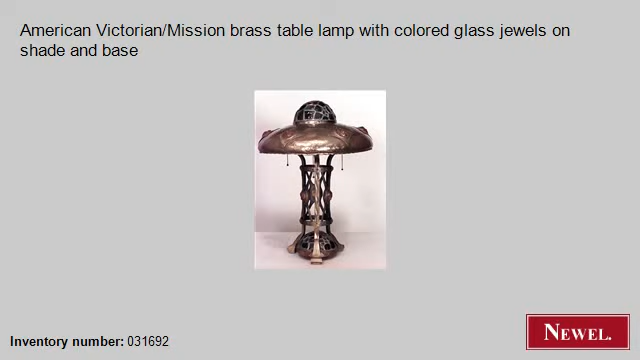 American Victorian/Mission brass table lamp with colored glass jewels on
shade and base
Inventory number: 031692
NEWEL.